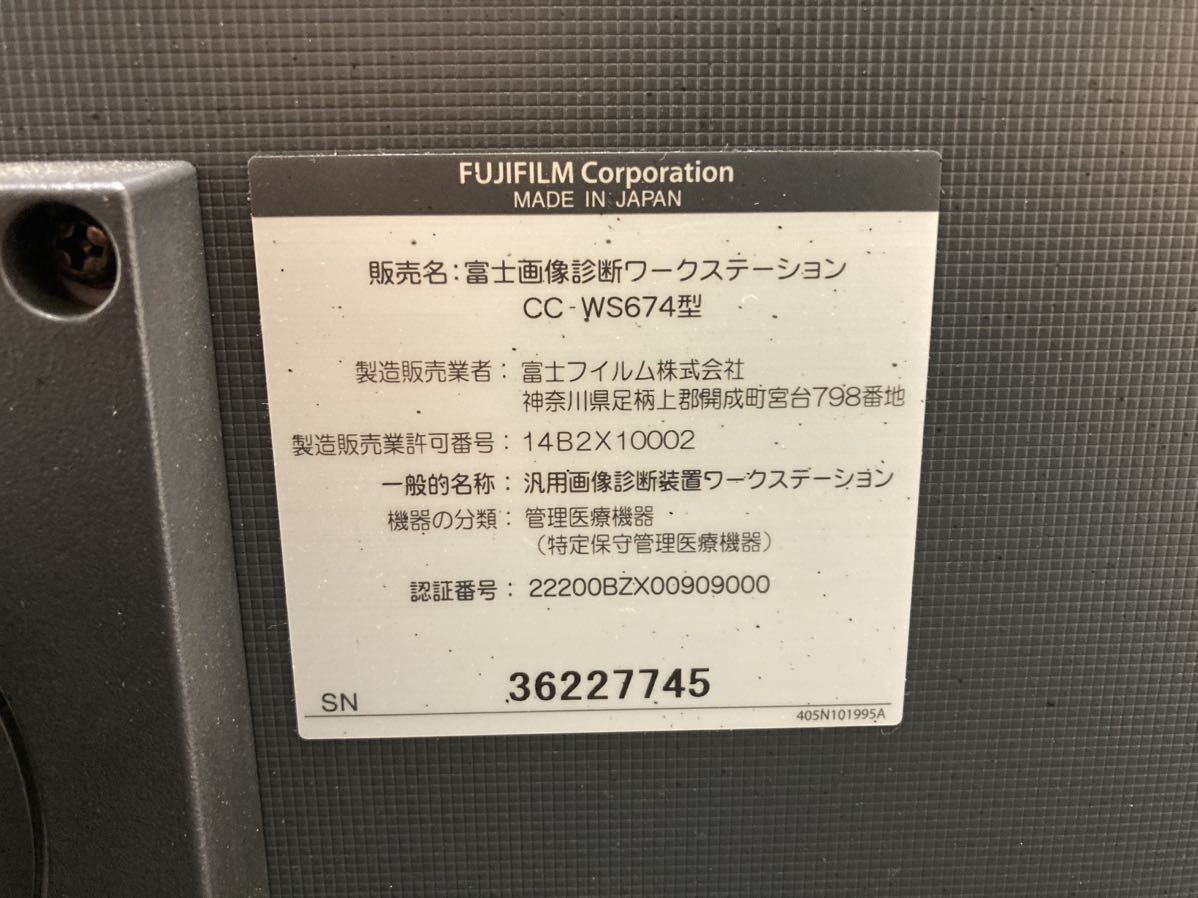 FUJIFILM Corporation
MADE IN JAPAN
販売名：富士画像診断ワークステーション
CC-WS674型
製造販売業者：富士フイルム株式会社
神奈川県足柄上郡開成町宮台798番地
製造販売業許可番号：14B2X10002
一般的名称：汎用画像診断装置ワークステーション
機器の分類：管理医療機器
（特定保守管理医療機器）
認証番号：22200BZX00909000
SN 36227745
405N101995A